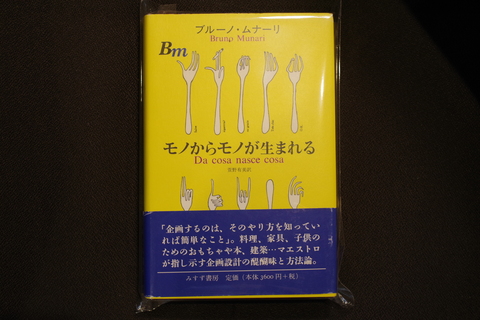 ブルーノ・ムナーリ
Bruno Munari
Bm
モノからモノが生まれる
Da cosa nasce cosa
萱野有美訳
「企画するのは、そのやり方を知ってい
れば簡単なこと」。料理、家具、子供の
ためのおもちゃや本、建築…マエストロ
が指し示す企画設計の醍醐味と方法論。
みすず書房 定価（本体3600円＋税）